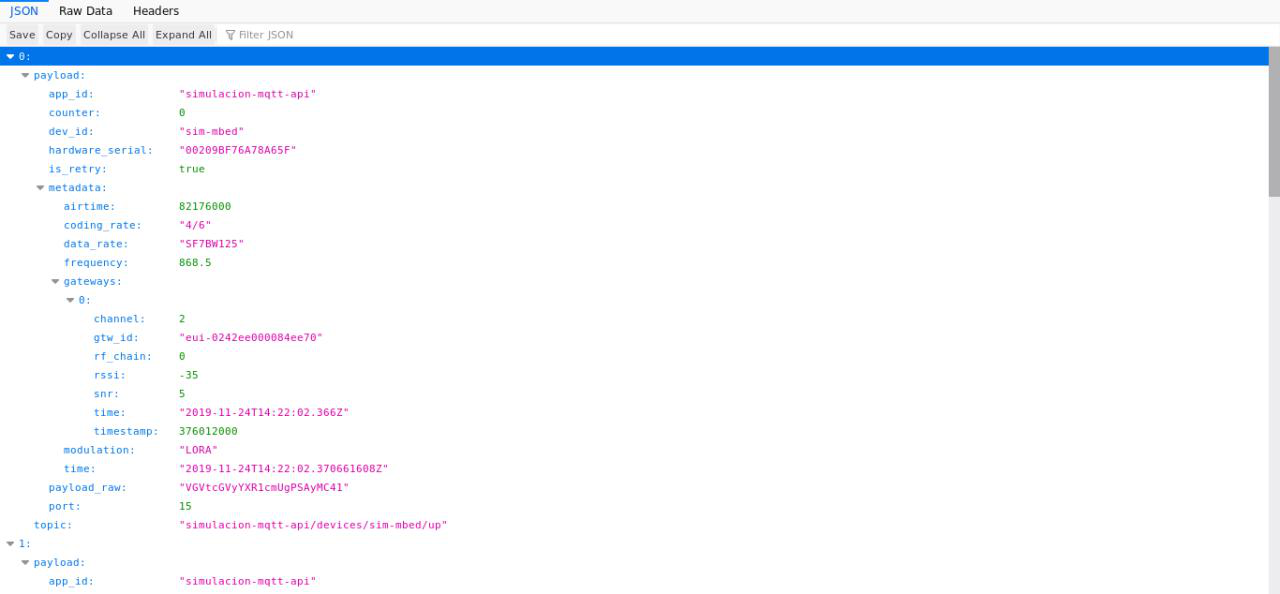 JSON Raw Data Headers
Save Copy Collapse All Expand All Filter JSON
0:
payload:
app_id: "simulacion-mqtt-api"
counter: 0
dev_id: "sim-mbed"
hardware_serial: "00209BF76A78A65F"
is_retry: true
metadata:
airtime: 82176000
coding_rate: "4/6"
data_rate: "SF7BW125"
frequency: 868.5
gateways:
0:
channel: 2
gtw_id: "eui-0242ee000084ee70"
rf_chain: 0
rssi: -35
snr: 5
time: "2019-11-24T14:22:02.366Z"
timestamp: 376012000
modulation: "LORA"
time: "2019-11-24T14:22:02.370661608Z"
payload_raw: "VGVtcGVyYXR1cmUgPSAyMC41"
port: 15
topic: "simulacion-mqtt-api/devices/sim-mbed/up"
1:
payload:
app_id: "simulacion-mqtt-api"